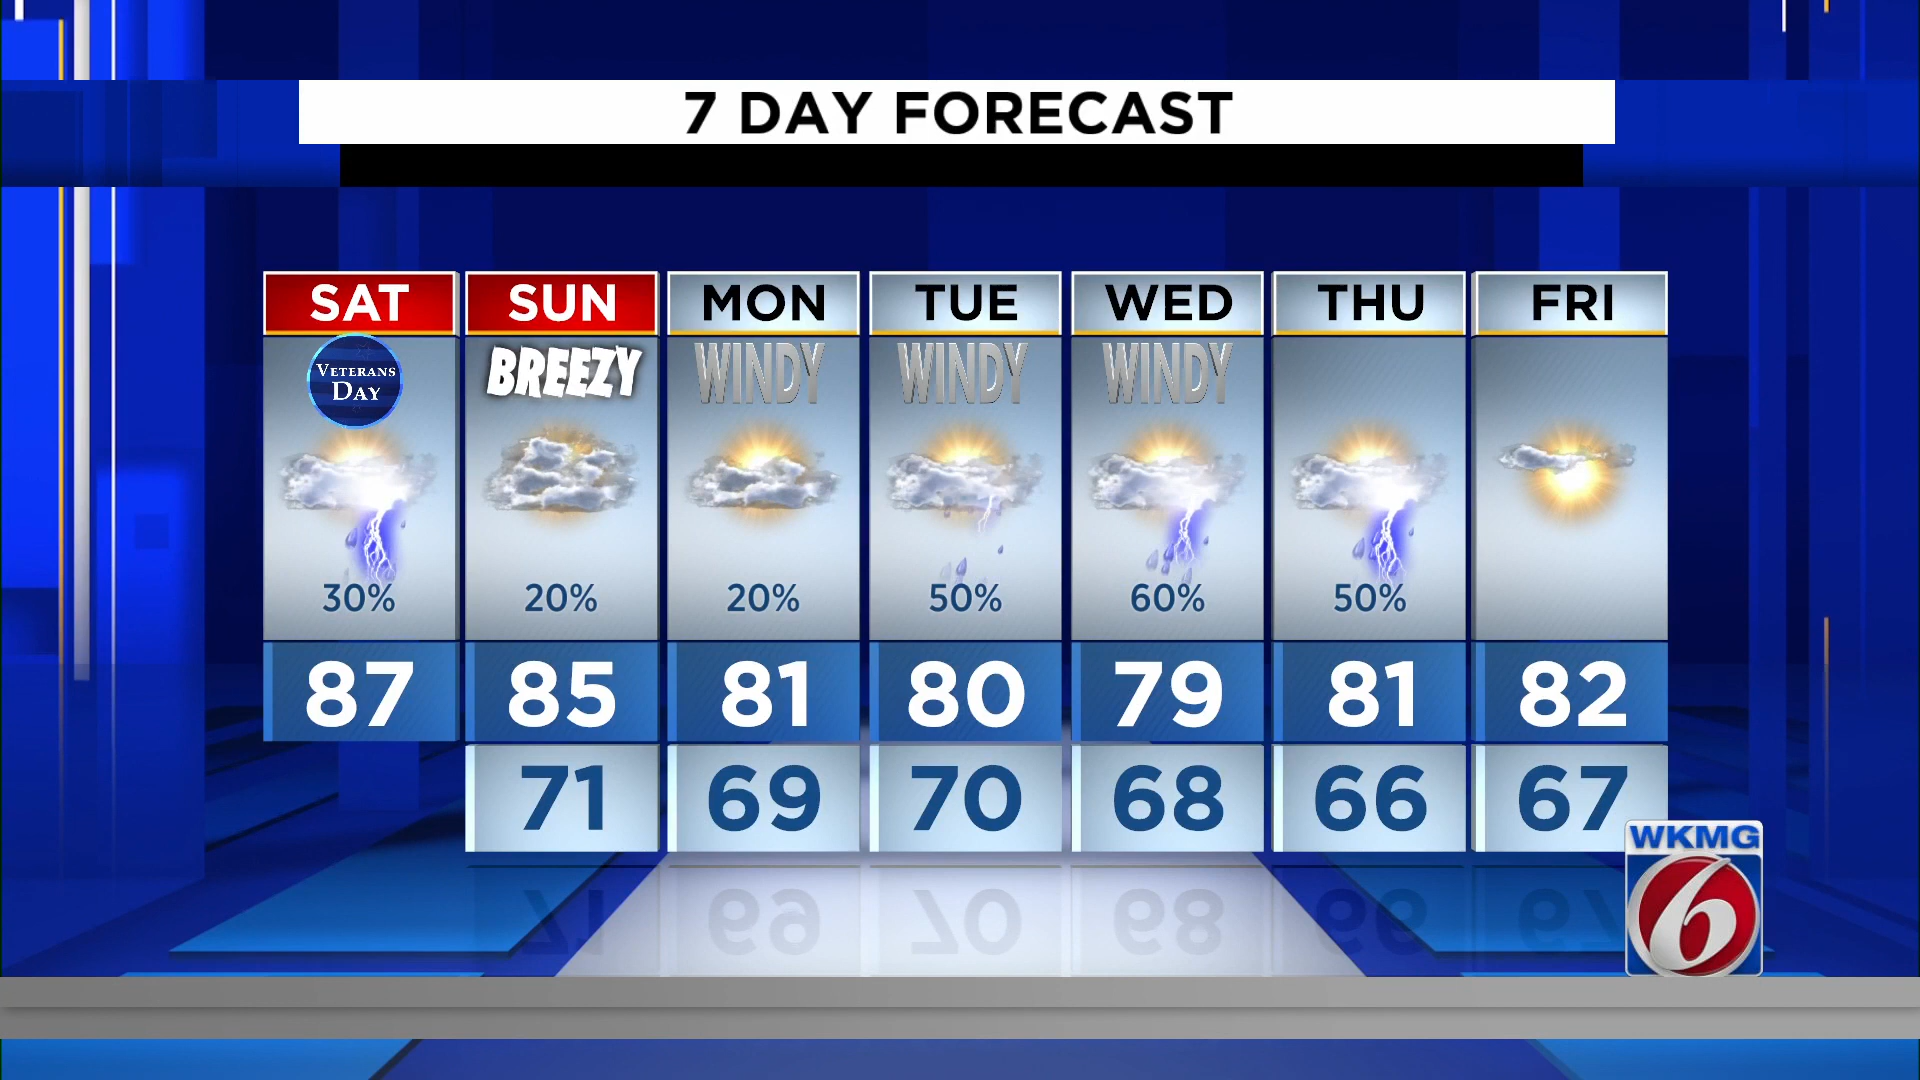 7 DAY FORECAST
SAT SUN MON TUE WED THU FRI
VETERANS
DAY
BREEZY WINDY WINDY WINDY
30% 20% 20% 50% 60% 50%
87 85 81 80 79 81 82
71 69 70 68 66 67
WKMG
6